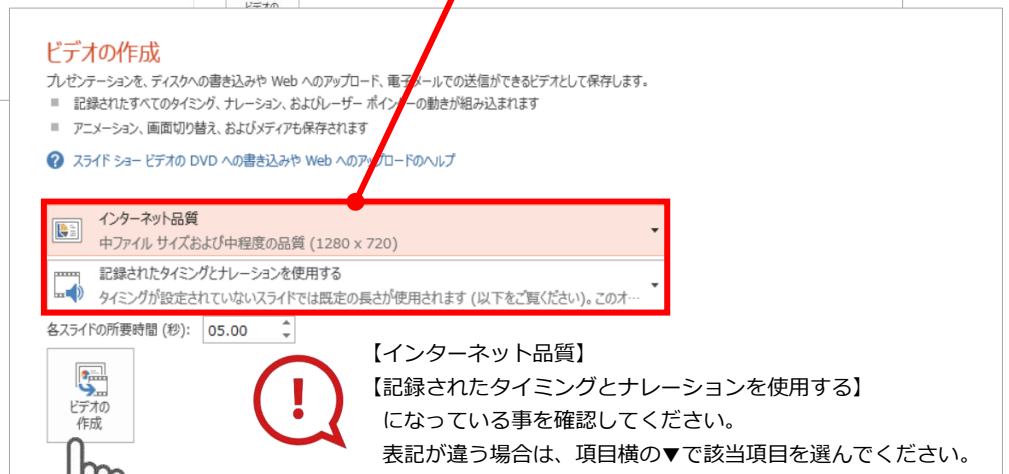 ビデオの
ビデオの作成
プレゼンテーションを、ディスクへの書き込みや Web へのアップロード、電子メールでの送信ができるビデオとして保存します。
■ 記録されたすべてのタイミング、ナレーション、およびレーザー ポインターの動きが組み込まれます
■ アニメーション、画面切り替え、およびメディアも保存されます
? スライド ショー ビデオの DVD への書き込みや Web へのアップロードのヘルプ
インターネット品質
中ファイル サイズおよび中程度の品質 (1280 x 720)
記録されたタイミングとナレーションを使用する
タイミングが設定されていないスライドでは既定の長さが使用されます (以下をご覧ください)。このオ…
各スライドの所要時間 (秒): 05.00
ビデオの
作成
!
【インターネット品質】
【記録されたタイミングとナレーションを使用する】
になっている事を確認してください。
表記が違う場合は、項目横の▼で該当項目を選んでください。